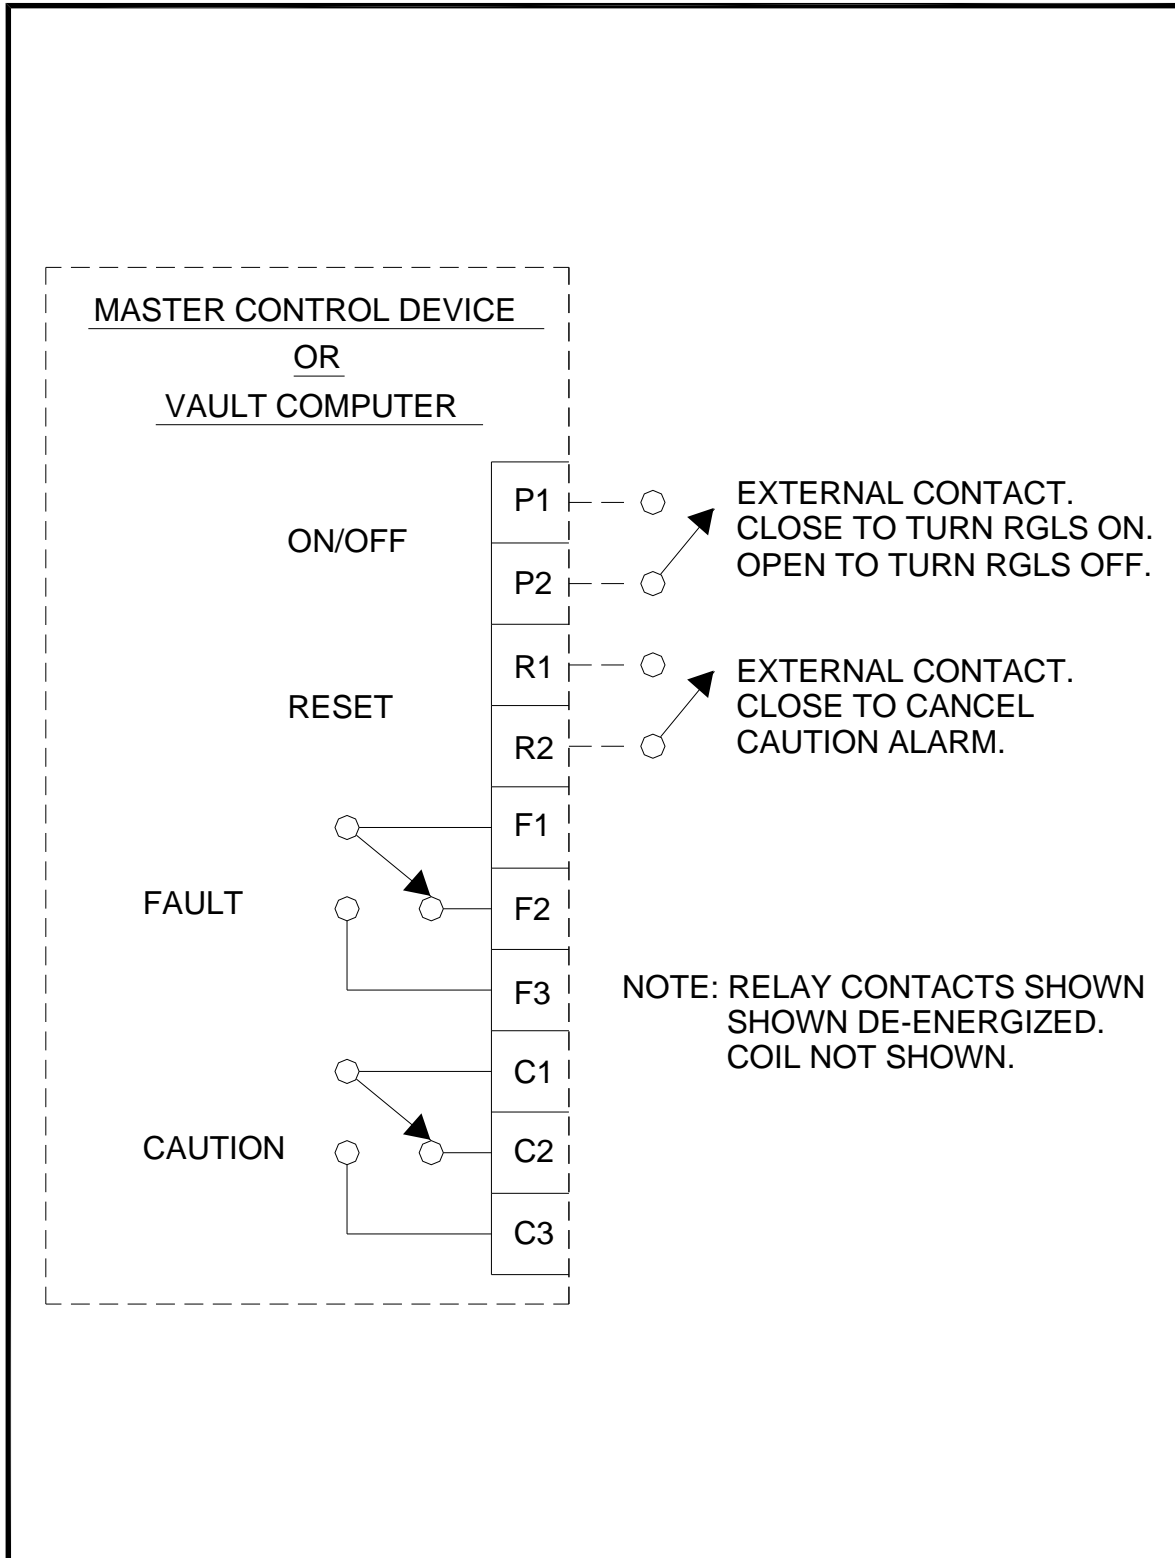 MASTER CONTROL DEVICE
OR
VAULT COMPUTER
ON/OFF
P1
P2
EXTERNAL CONTACT.
CLOSE TO TURN RGLS ON.
OPEN TO TURN RGLS OFF.
RESET
R1
R2
EXTERNAL CONTACT.
CLOSE TO CANCEL
CAUTION ALARM.
FAULT
F1
F2
F3
NOTE: RELAY CONTACTS SHOWN
SHOWN DE-ENERGIZED.
COIL NOT SHOWN.
CAUTION
C1
C2
C3